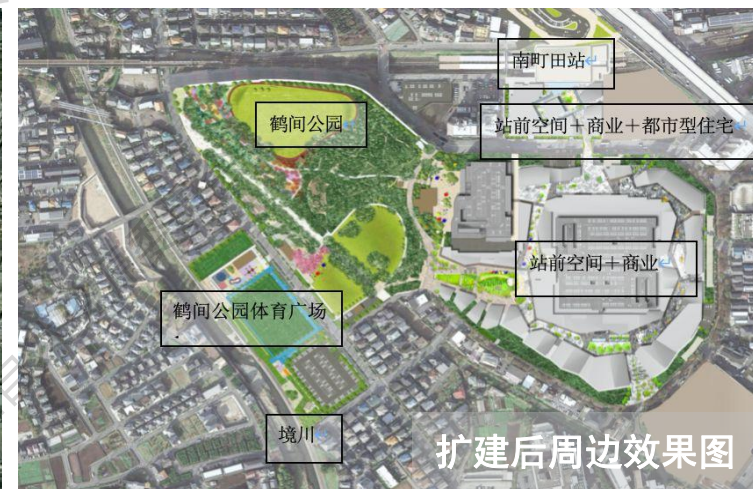 南町田站
鹤间公园
站前空间＋商业＋都市型住宅
站前空间＋商业
鹤间公园体育广场
境川
扩建后周边效果图